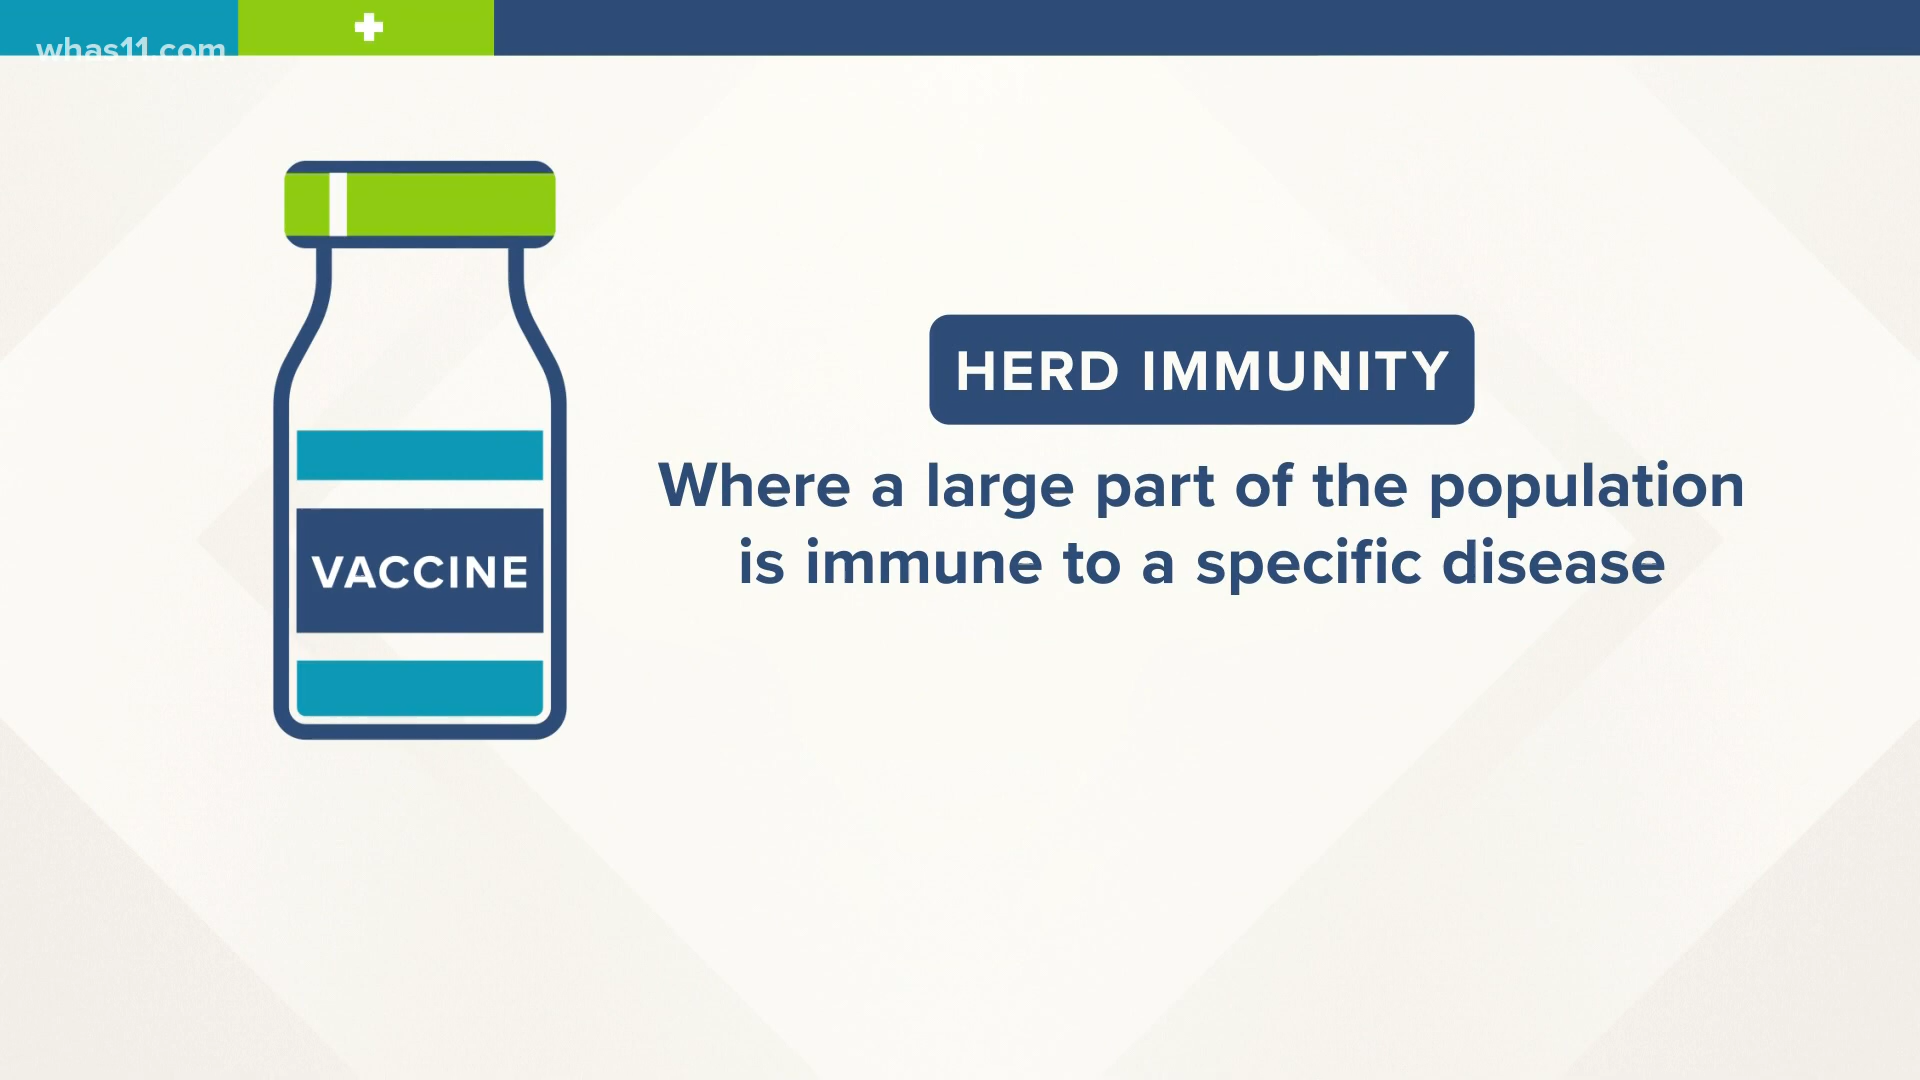 whas11.com
HERD IMMUNITY
Where a large part of the population
is immune to a specific disease
VACCINE